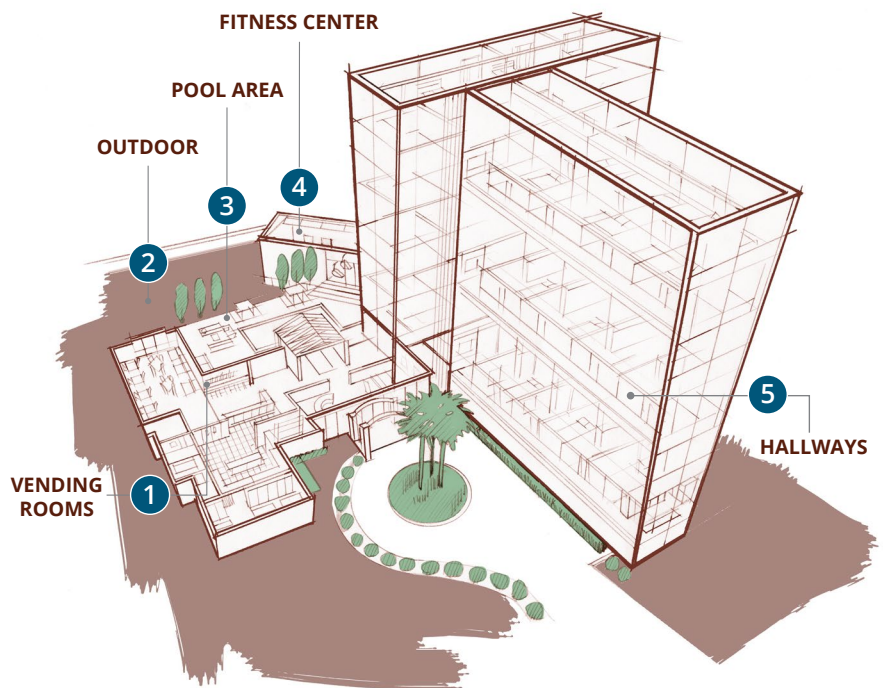 FITNESS CENTER
POOL AREA
OUTDOOR
4
3
2
5
HALLWAYS
VENDING
ROOMS
1